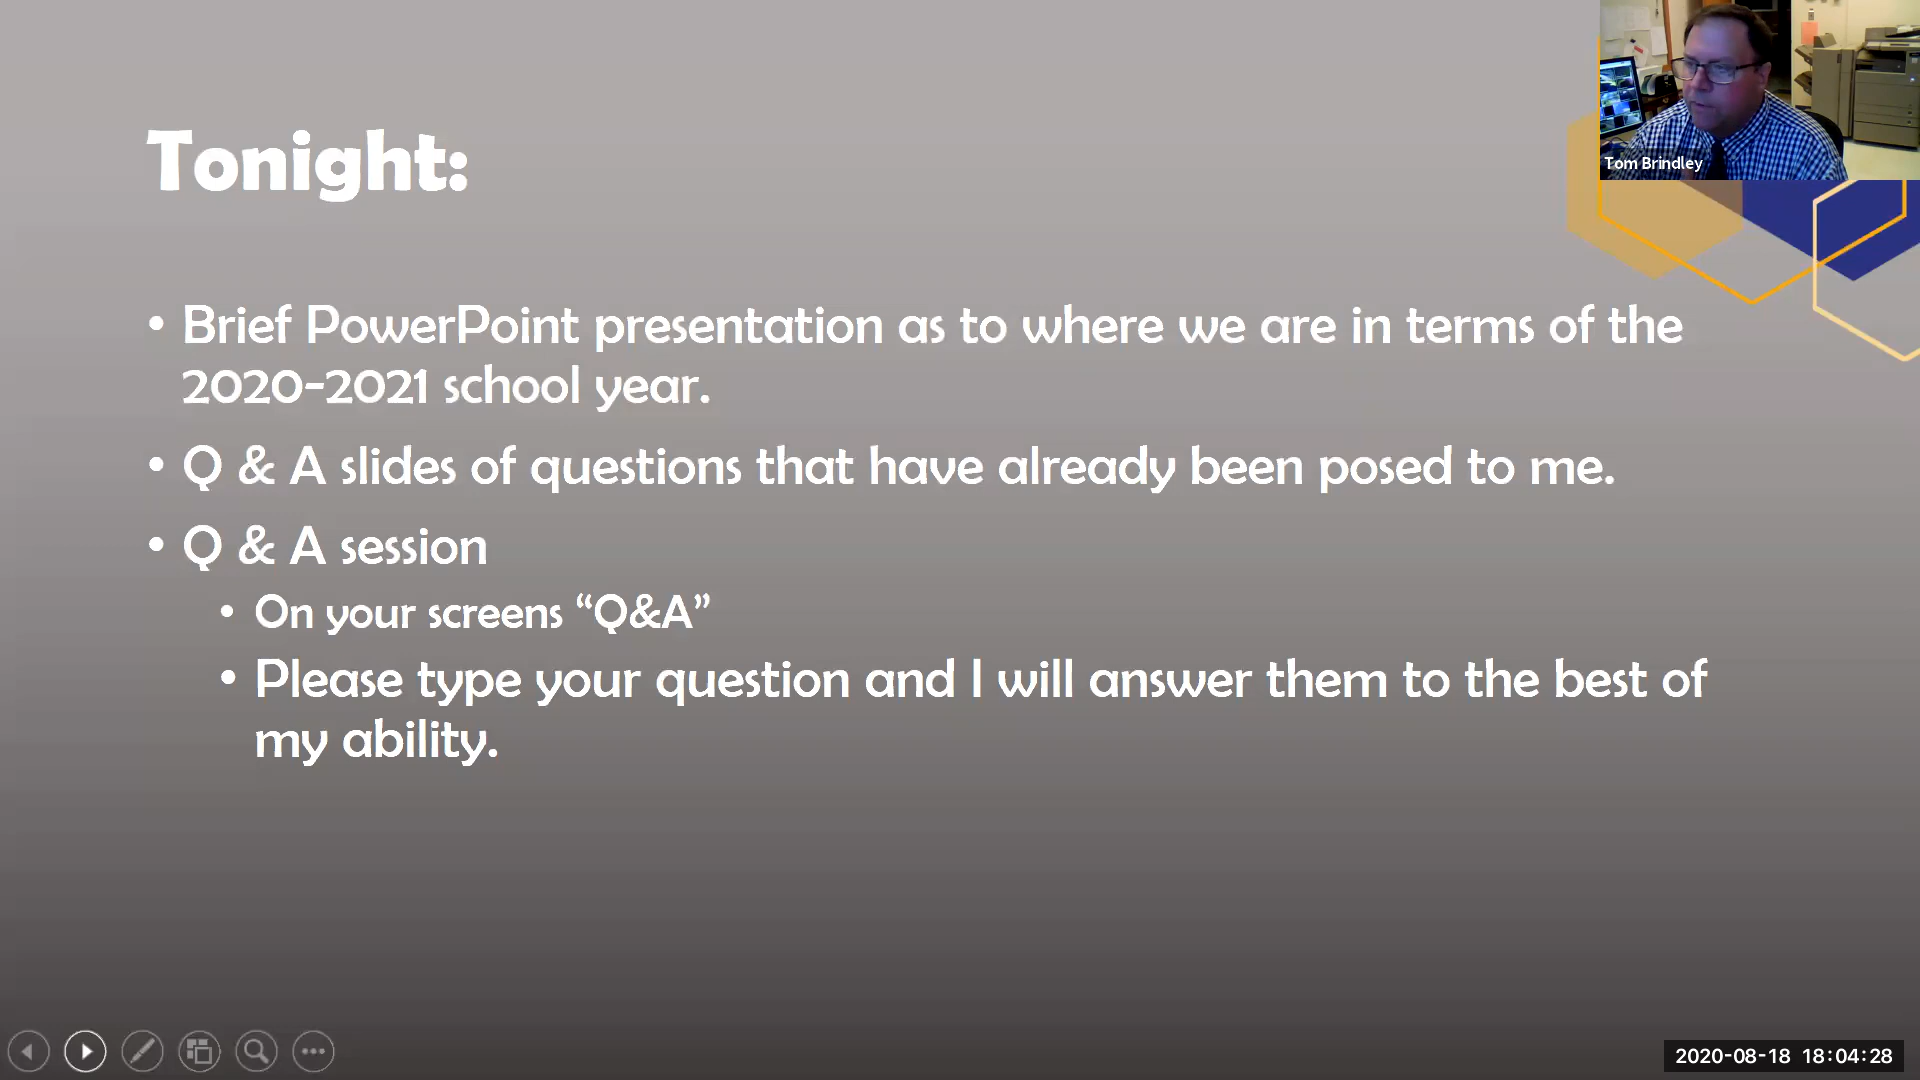 Tom Brindley
Tonight:
• Brief PowerPoint presentation as to where we are in terms of the
2020-2021 school year.
• Q & A slides of questions that have already been posed to me.
• Q & A session
• On your screens “Q&A”
• Please type your question and I will answer them to the best of
my ability.
2020-08-18 18:04:28